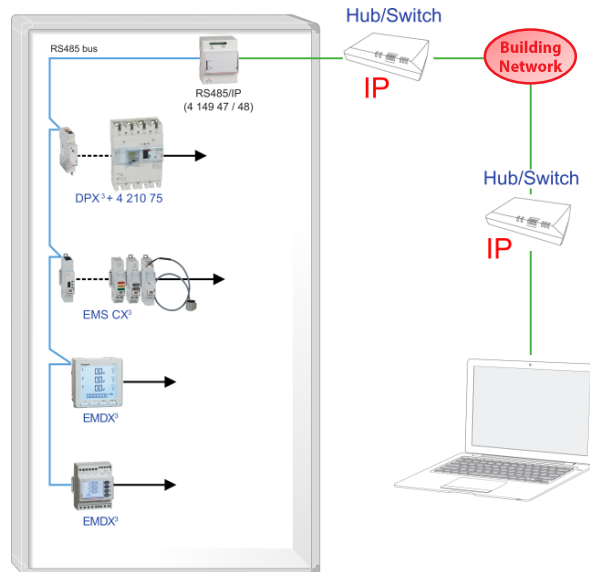 Hub/Switch
RS485 bus
Building
Network
IP
RS485/IP
(4 149 47 / 48)
DPX³ + 4 210 75
Hub/Switch
IP
EMS CX³
EMDX³
EMDX³